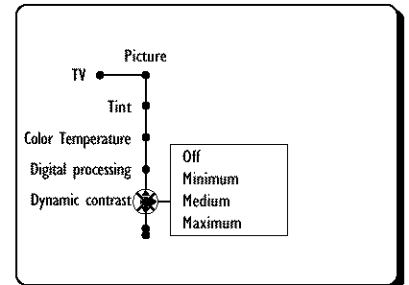 Picture
TV
Tint
Color Temperature
Digital processing
Dynamic contrast
Off
Minimum
Medium
Maximum